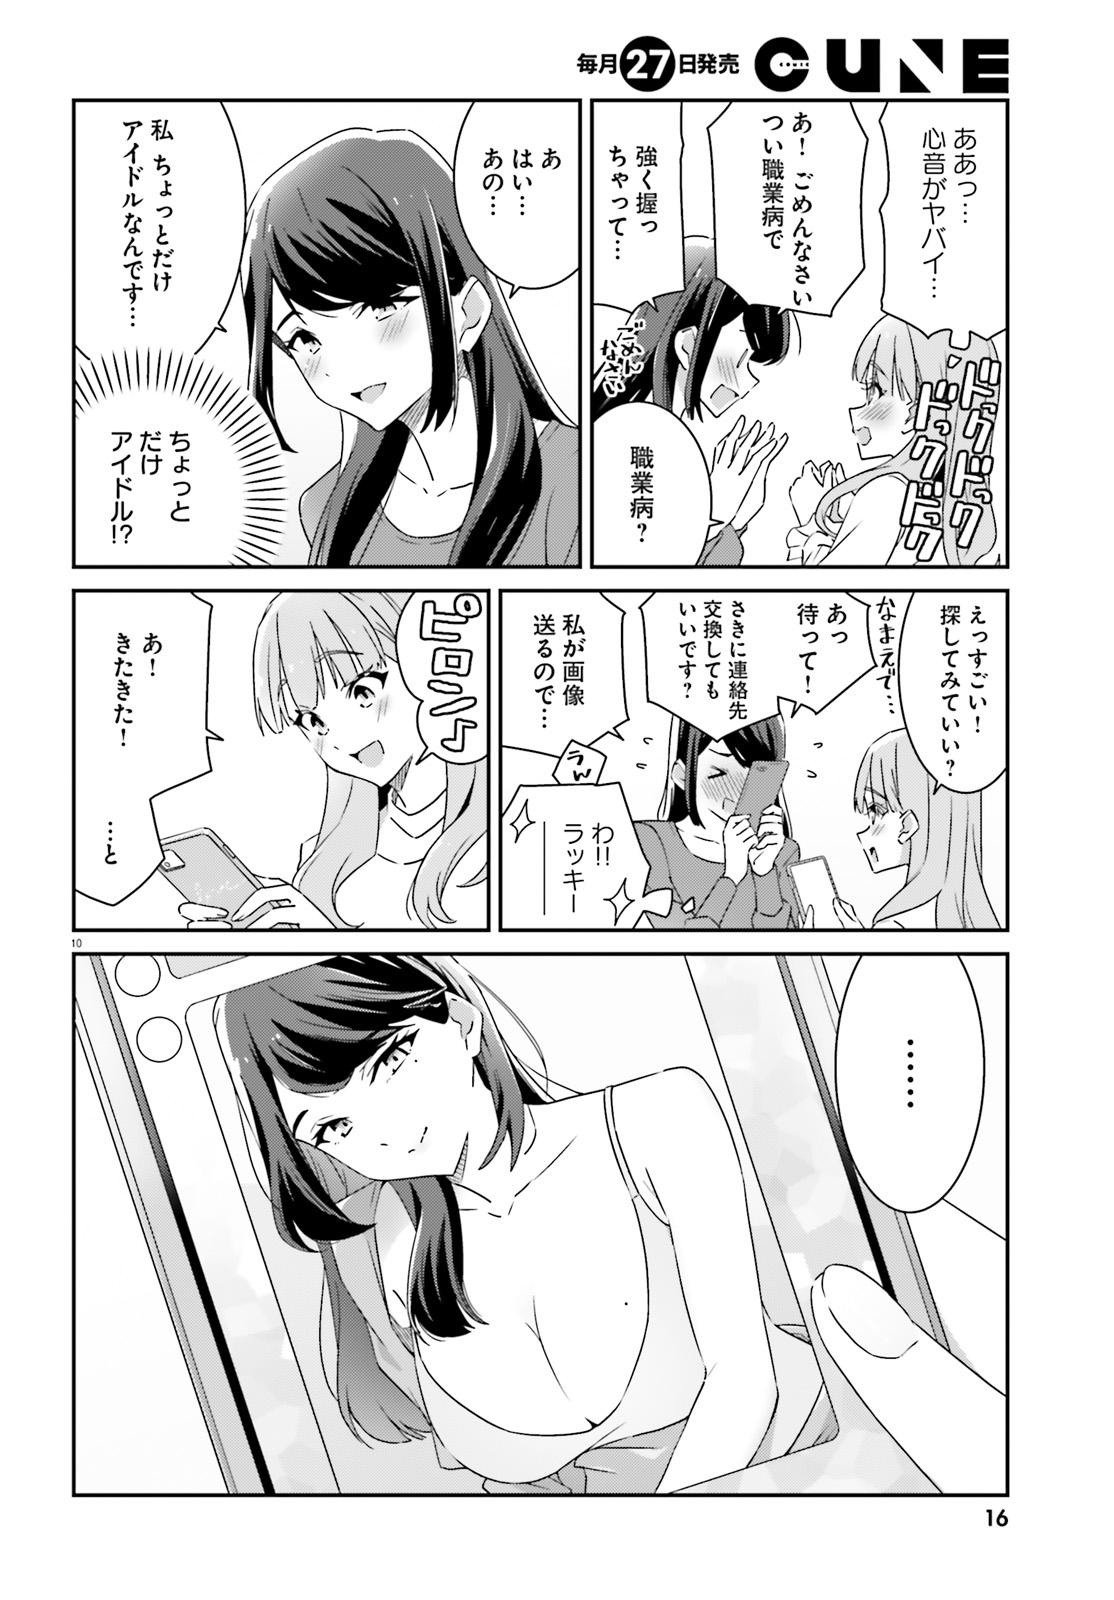 毎月27日発売
COMIC CUNE
ああっ…
心音がヤバイ…
ドックドックドックドック
あ！ごめんなさい
つい職業病で
強く握っ
ちゃって…
ごめん
なさい
職業病？
あ
はい…
あの…
私 ちょっとだけ
アイドルなんです…
ちょっと
だけ
アイドル!?
えっすごい！
探してみていい？
なまえで…
あっ
待って！
さきに連絡先
交換しても
いいです？
私が画像
送るので…
うん
わ!!
ラッキー
ピロン♪
あ！
きたきた！
…と
10
……
16